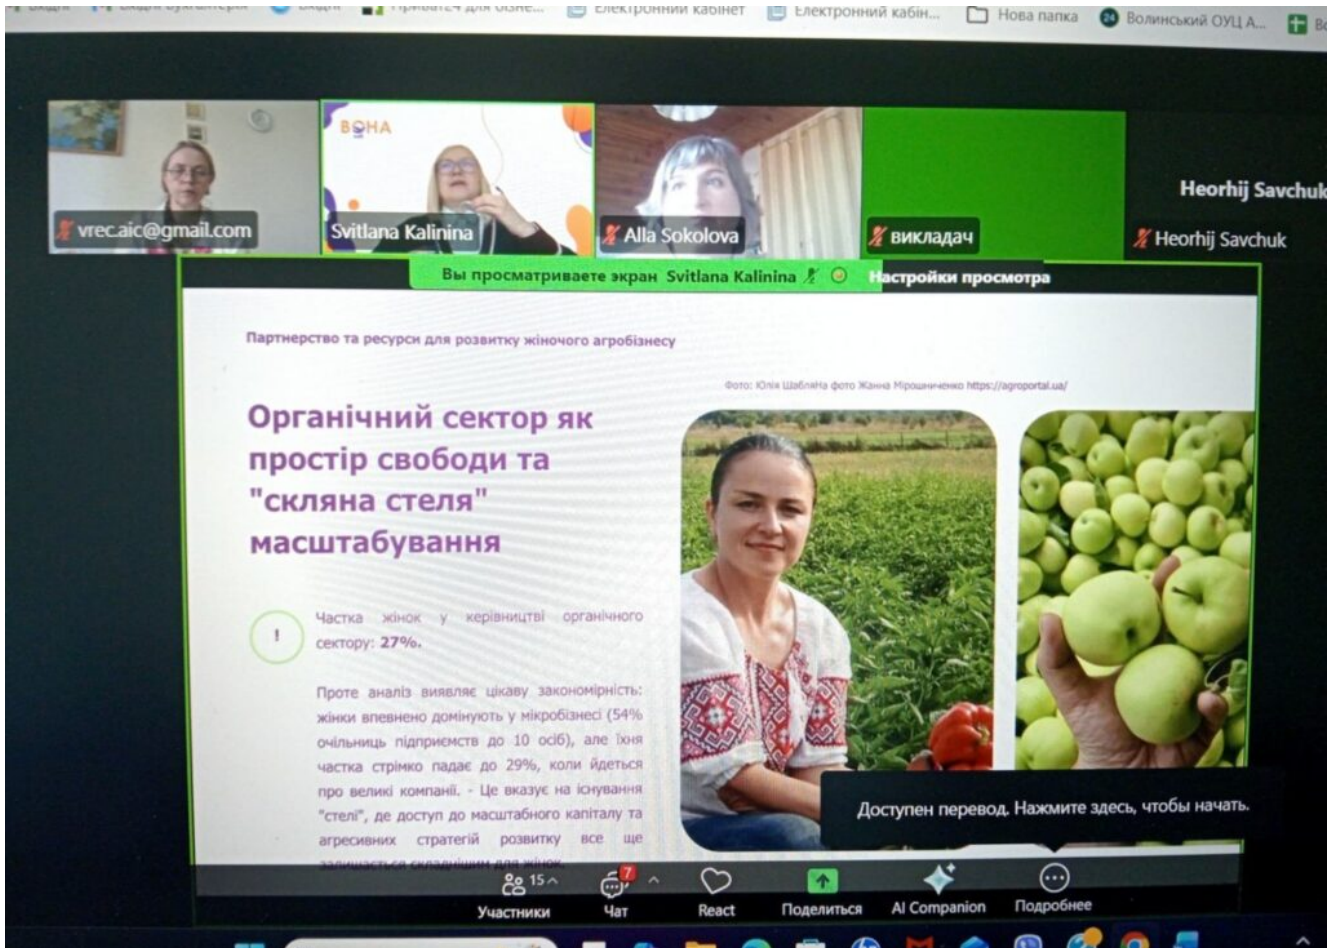 Електронний кабінет
Електронний кабін...
Нова папка
24
Волинський ОУЦ А...
ВОНА
Heorhij Savchuk
vrec.aic@gmail.com
Svitlana Kalinina
Alla Sokolova
викладач
Heorhij Savchuk
Вы просматриваете экран Svitlana Kalinina
Настройки просмотра
Партнерство та ресурси для розвитку жіночого агробізнесу
Фото: Юлія Шабля фото Жанна Мірошниченко https://agroportal.ua/
Органічний сектор як
простір свободи та
"скляна стеля"
масштабування
!
Частка жінок у керівництві органічного
сектору: 27%.
Проте аналіз виявляє цікаву закономірність:
жінки впевнено домінують у мікробізнесі (54%
очільниць підприємств до 10 осіб), але їхня
частка стрімко падає до 29%, коли йдеться
про великі компанії. - Це вказує на існування
"стелі", де доступ до масштабного капіталу та
агресивних стратегій розвитку все ще
залишається складнішим для жінок.
Доступен перевод. Нажмите здесь, чтобы начать.
15
7
Участники
Чат
React
Поделиться
AI Companion
Подробнее